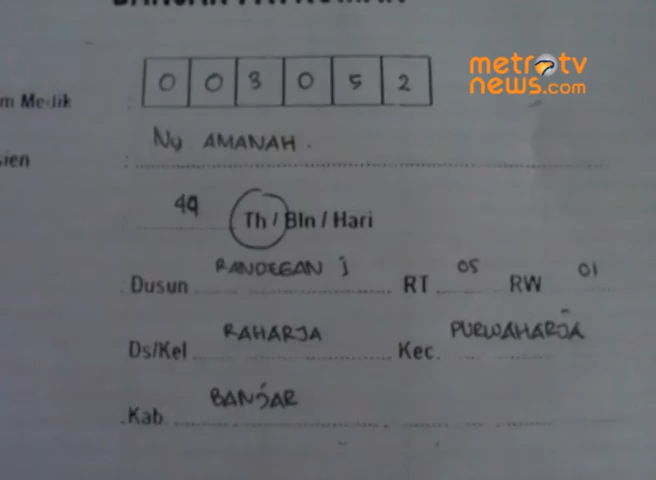 metrotv
news.com
m Medik : 0 0 3 0 5 2
sien : Ny AMANAH.
49 Th / Bln / Hari
Dusun RANDEGAN I RT 05 RW 01
Ds/Kel RAHARJA Kec. PURWAHARJA
Kab BANJAR